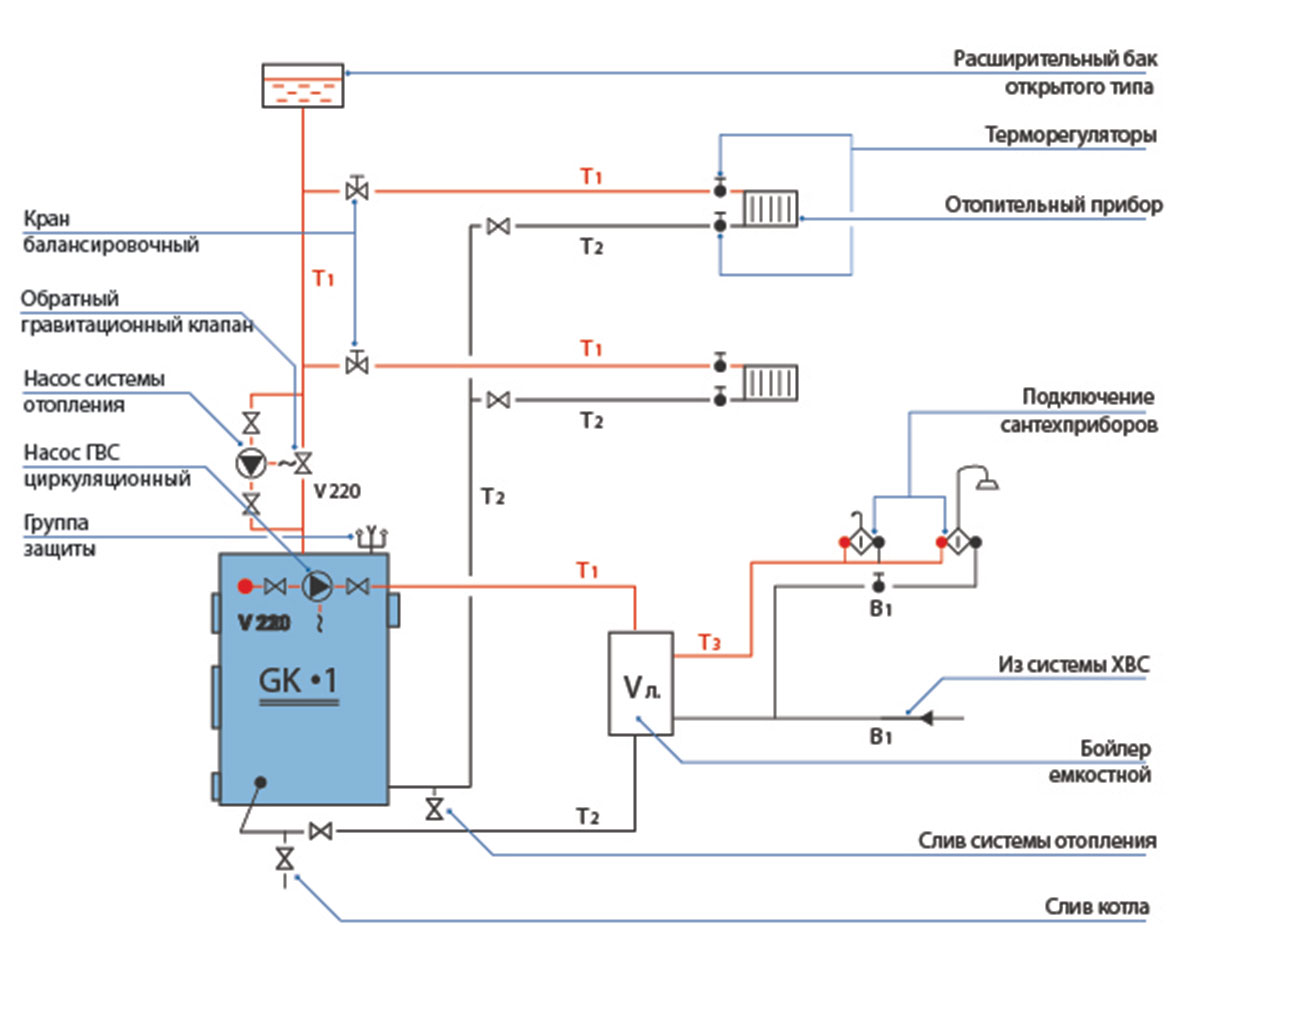 Расширительный бак
открытого типа
Терморегуляторы
T1
Отопительный прибор
Кран
балансировочный
T2
T1
Обратный
гравитационный клапан
T1
Насос системы
отопления
Подключение
сантехприборов
T2
Насос ГВС
циркуляционный
V 220
T2
Группа
защиты
T1
V 220
B1
T3
Из системы ХВС
GK •1
Vл.
B1
Бойлер
емкостной
T2
Слив системы отопления
Слив котла